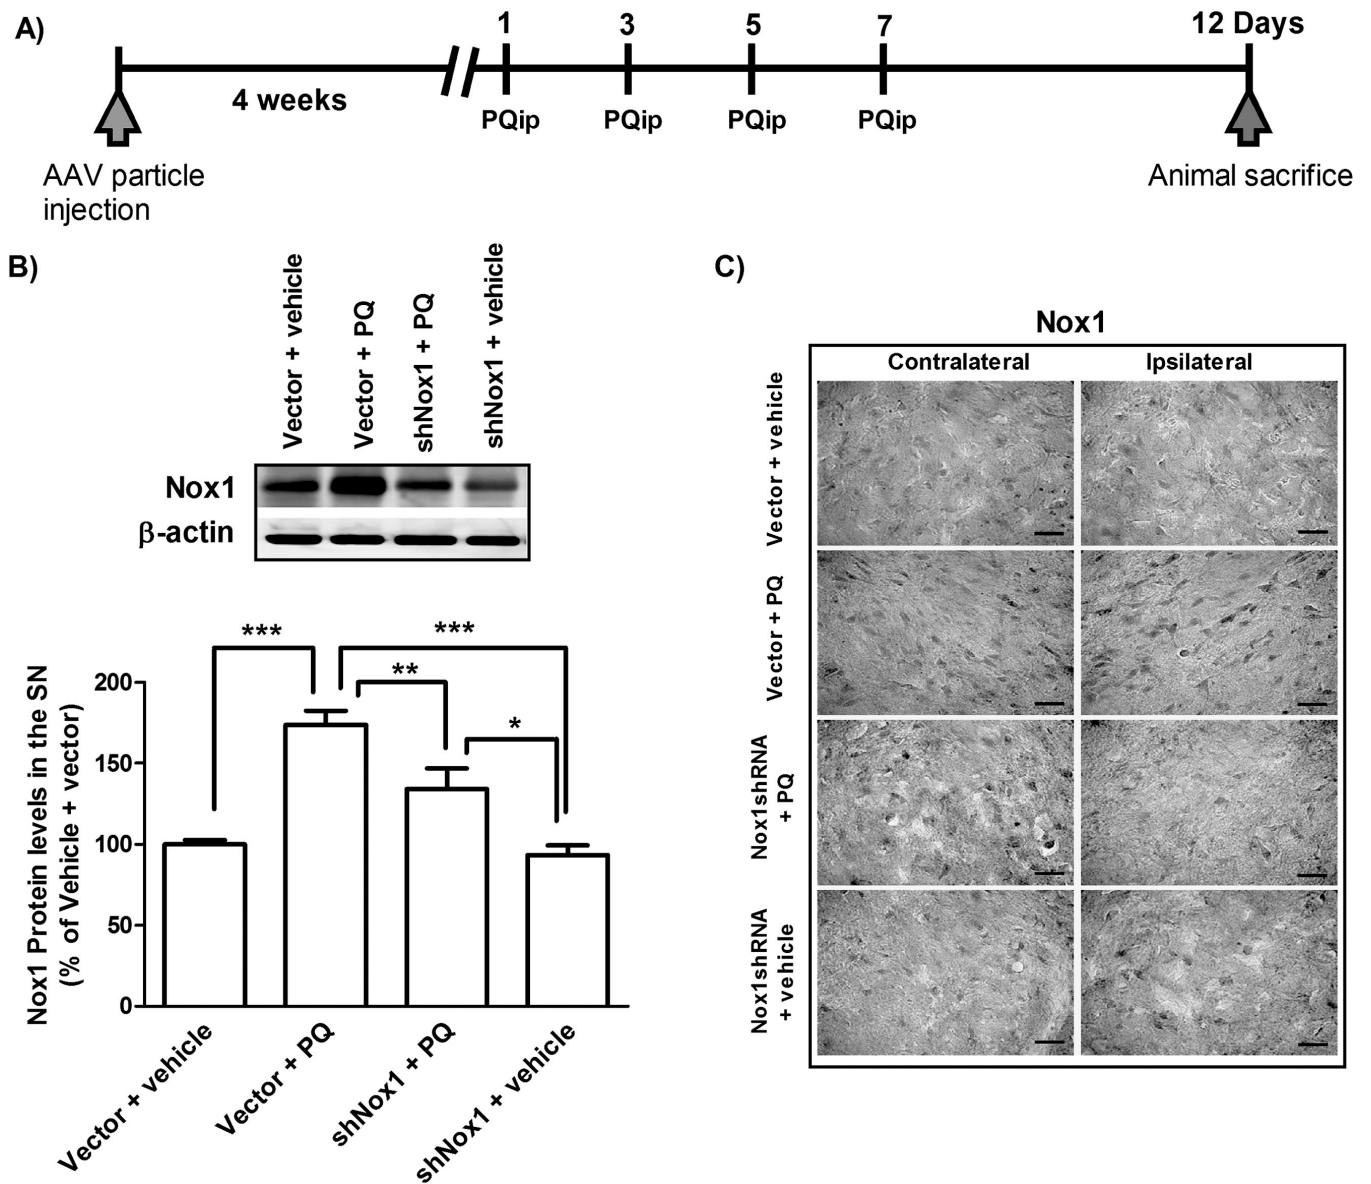 A)
1 3 5 7 12 Days
4 weeks
PQip PQip PQip PQip
AAV particle
injection
Animal sacrifice
B)
Vector + vehicle
Vector + PQ
shNox1 + PQ
shNox1 + vehicle
Nox1
β-actin
Nox1 Protein levels in the SN
(% of Vehicle + vector)
200
150
100
50
0
***
***
**
*
Vector + vehicle
Vector + PQ
shNox1 + PQ
shNox1 + vehicle
C)
Nox1
Contralateral Ipsilateral
Vector + vehicle
Vector + PQ
Nox1shRNA
+ PQ
Nox1shRNA
+ vehicle